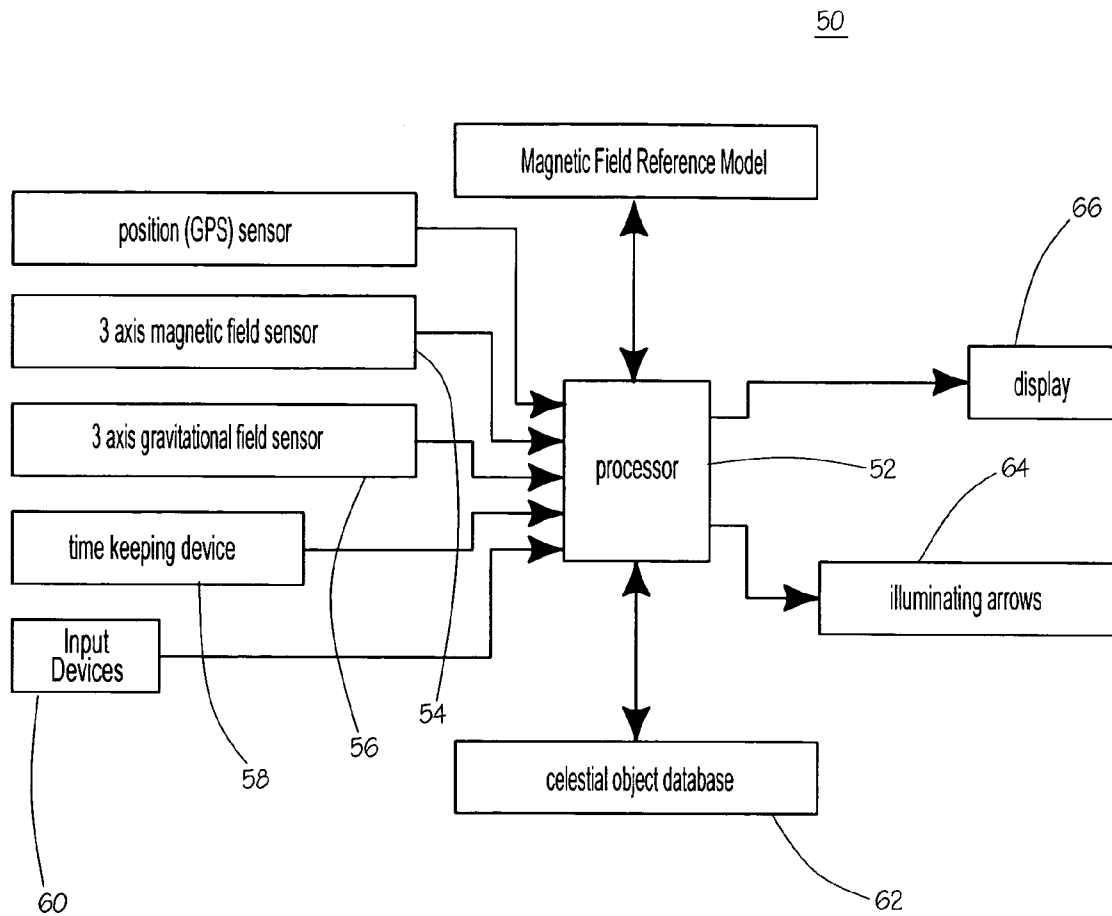 50
Magnetic Field Reference Model
position (GPS) sensor
66
3 axis magnetic field sensor
display
3 axis gravitational field sensor
processor
52
64
time keeping device
illuminating arrows
Input
Devices
54
56
58
celestial object database
60
62